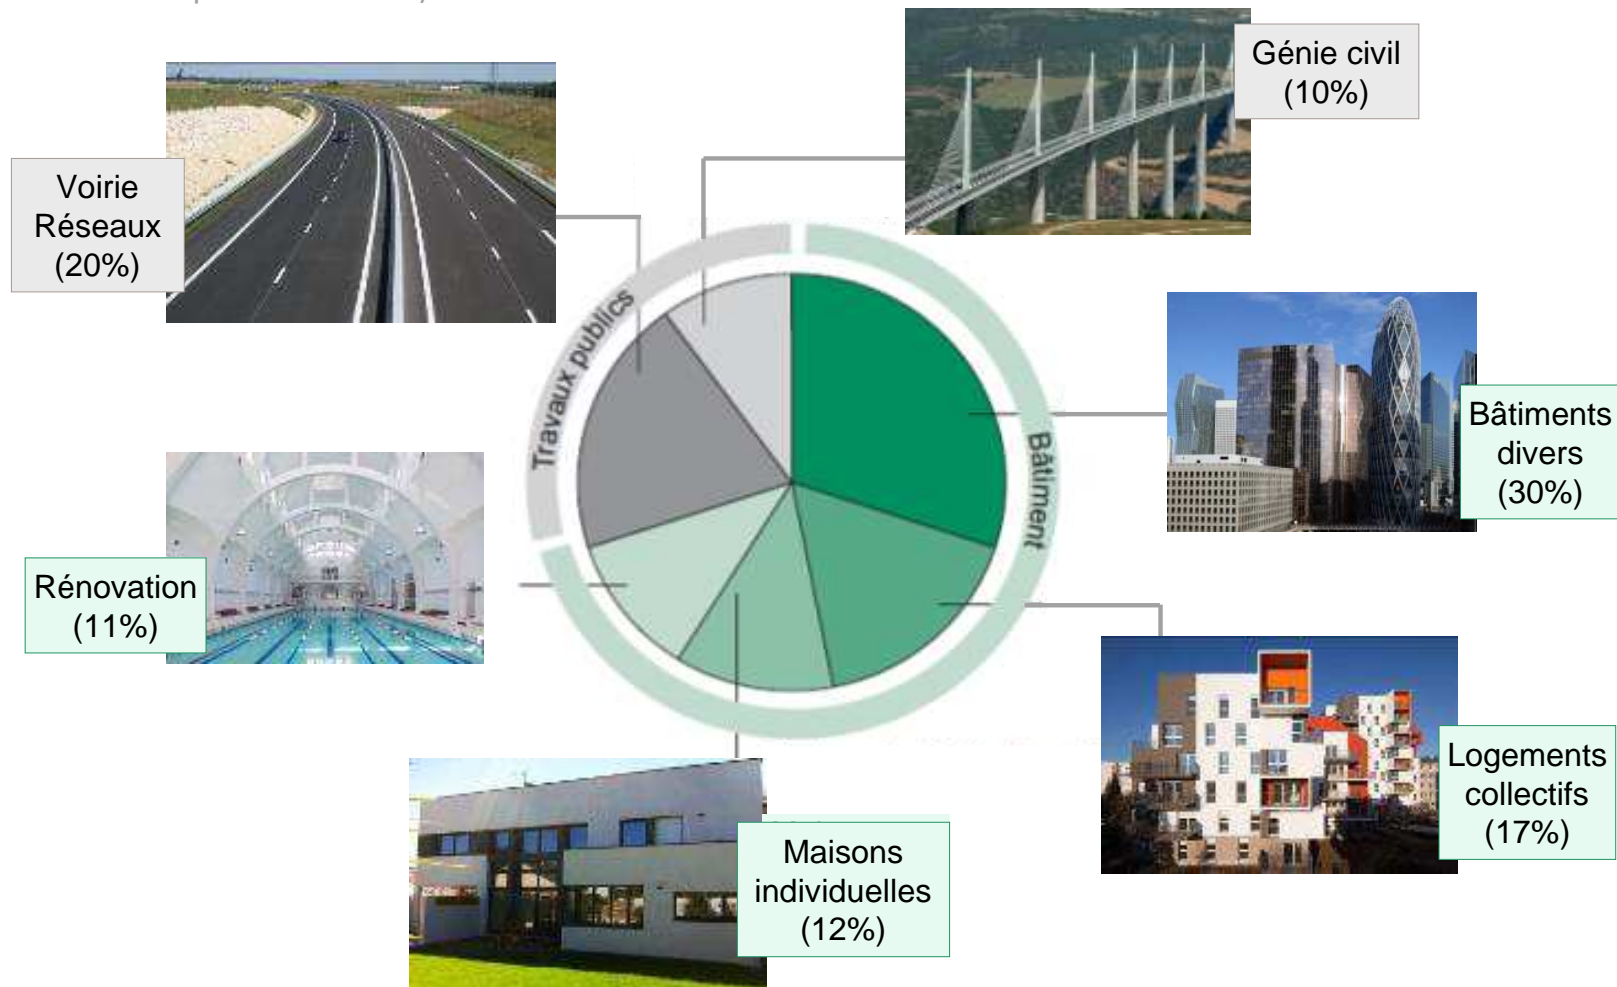 Génie civil
(10%)
Voirie
Réseaux
(20%)
Travaux publics
Bâtiment
Bâtiments
divers
(30%)
Rénovation
(11%)
Logements
collectifs
(17%)
Maisons
individuelles
(12%)